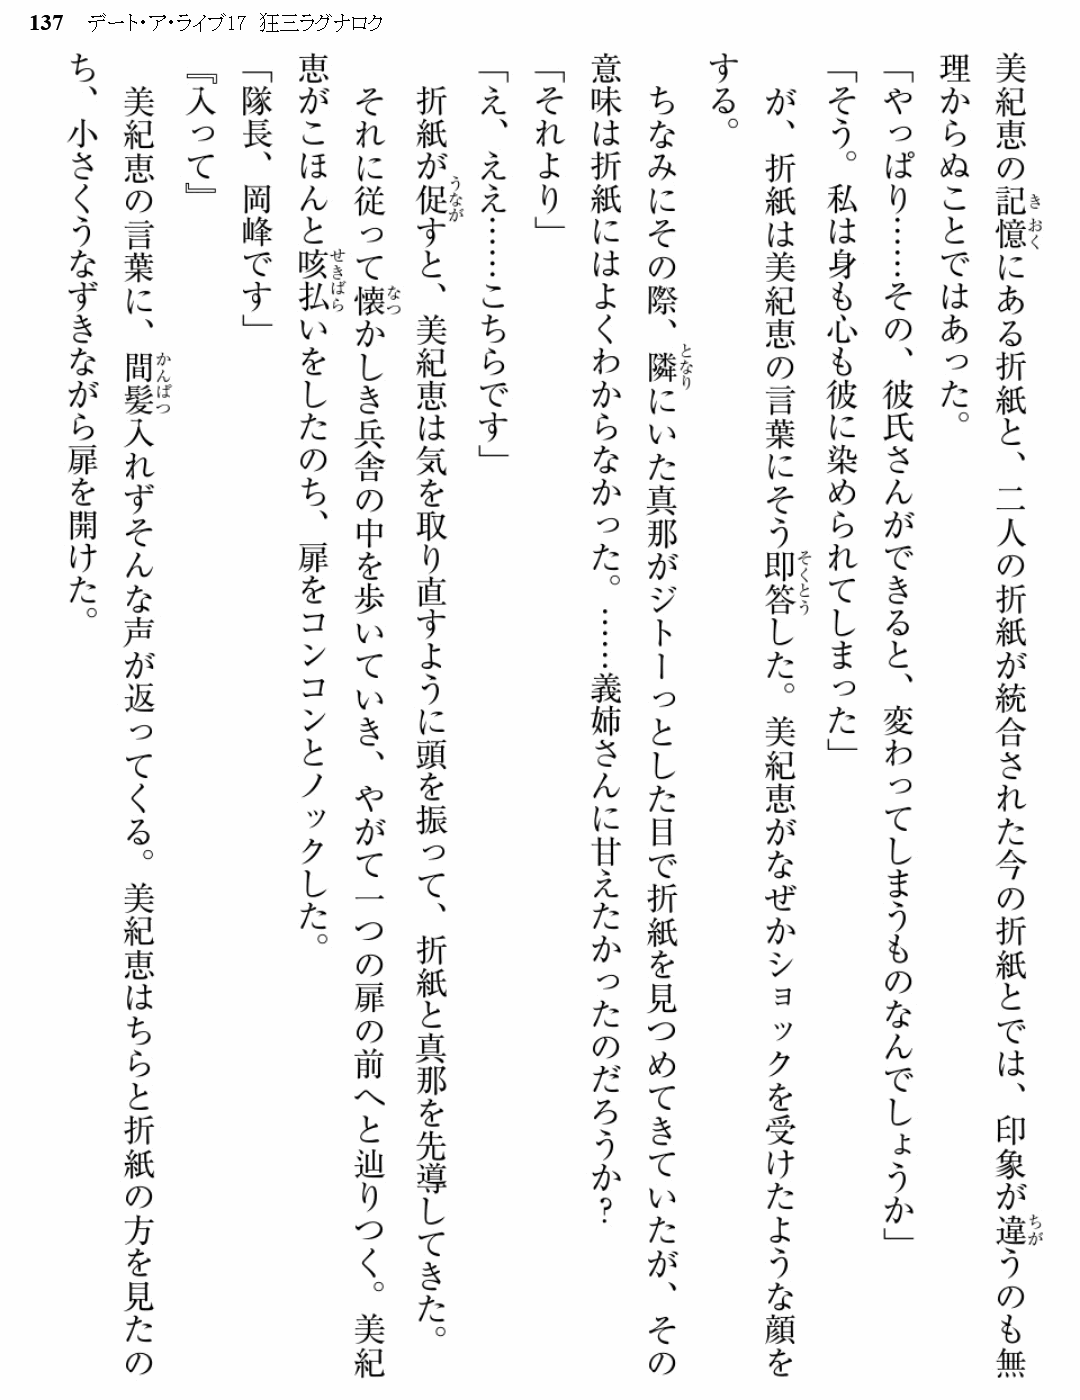 137 デート・ア・ライブ17 狂三ラグナロク
美紀恵の記憶にある折紙と、二人の折紙が統合された今の折紙とでは、印象が違うのも無
理からぬことではあった。
「やっぱり……その、彼氏さんができると、変わってしまうものなんでしょうか」
「そう。私は身も心も彼に染められてしまった」
が、折紙は美紀恵の言葉にそう即答した。美紀恵がなぜかショックを受けたような顔を
する。
ちなみにその際、隣にいた真那がジトーっとした目で折紙を見つめてきていたが、その
意味は折紙にはよくわからなかった。……義姉さんに甘えたかったのだろうか?
「それより」
「え、ええ……こちらです」
折紙が促すと、美紀恵は気を取り直すように頭を振って、折紙と真那を先導してきた。
それに従って懐かしき兵舎の中を歩いていき、やがて一つの扉の前へと辿りつく。美紀
恵がこほんと咳払いをしたのち、扉をコンコンとノックした。
「隊長、岡峰です」
『入って』
美紀恵の言葉に、間髪入れずそんな声が返ってくる。美紀恵はちらと折紙の方を見たの
ち、小さくうなずきながら扉を開けた。